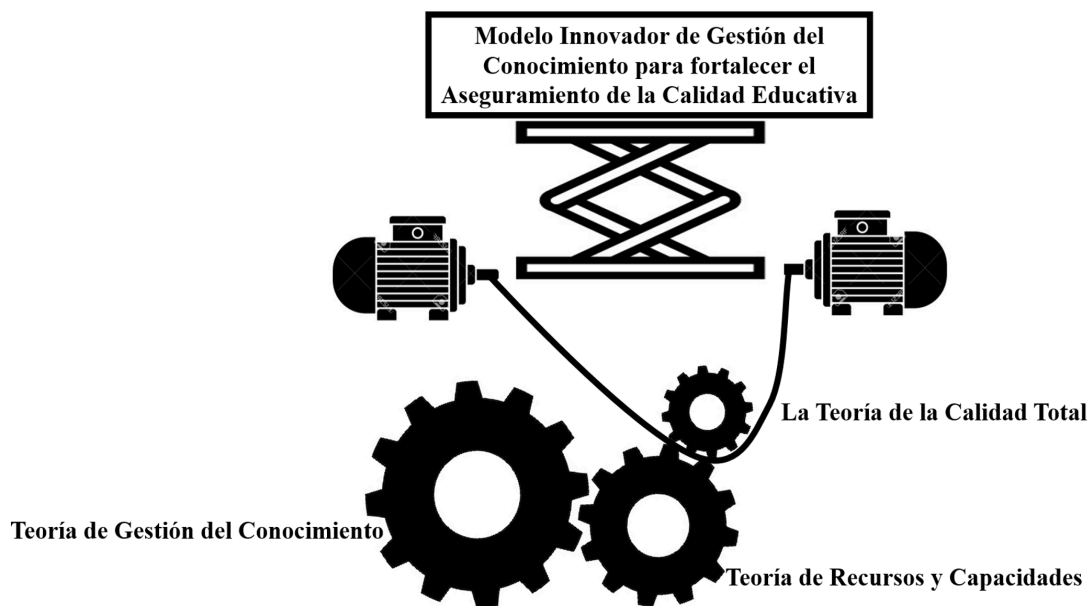 Modelo Innovador de Gestión del
Conocimiento para fortalecer el
Aseguramiento de la Calidad Educativa
La Teoría de la Calidad Total
Teoría de Gestión del Conocimiento
Teoría de Recursos y Capacidades